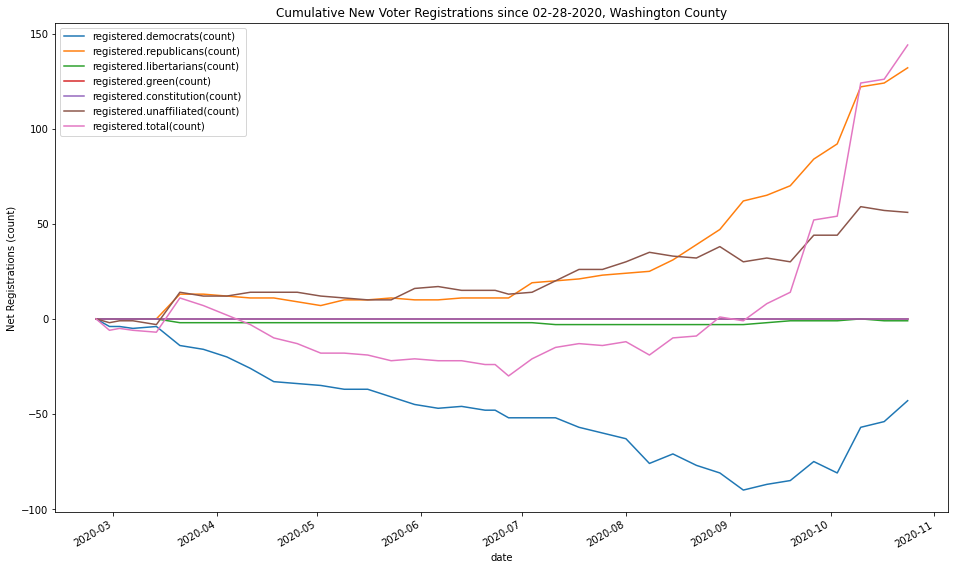 Cumulative New Voter Registrations since 02-28-2020, Washington County
registered.democrats(count)
registered.republicans(count)
registered.libertarians(count)
registered.green(count)
registered.constitution(count)
registered.unaffiliated(count)
registered.total(count)
Net Registrations (count)
150
100
50
0
−50
−100
2020-03
2020-04
2020-05
2020-06
2020-07
2020-08
2020-09
2020-10
2020-11
date